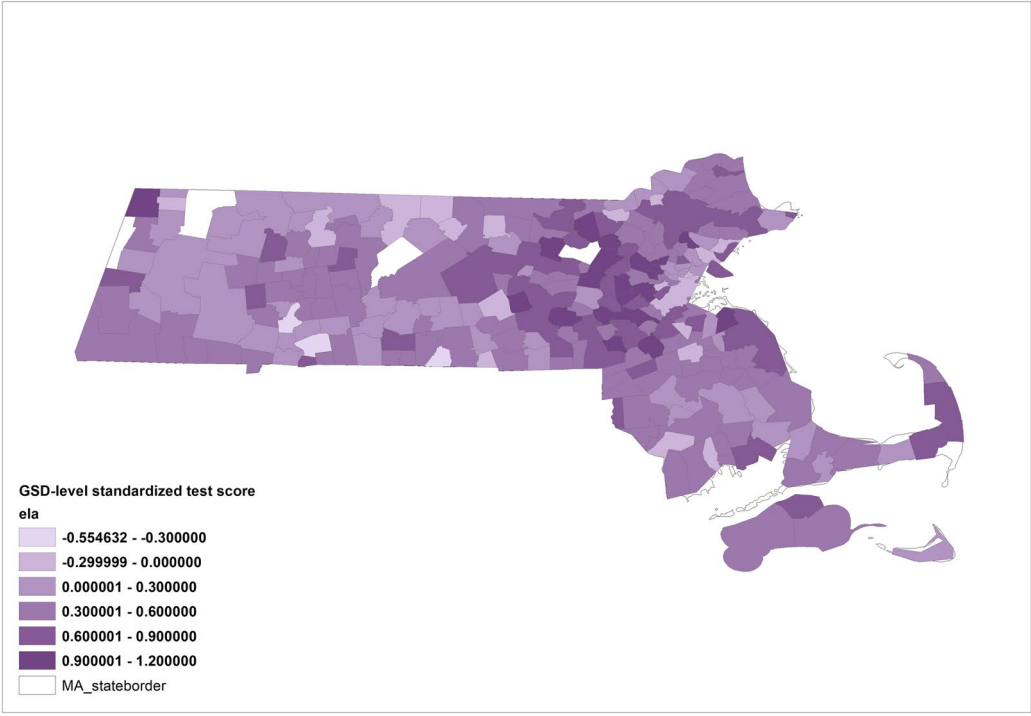 GSD-level standardized test score
ela
-0.554632 - -0.300000
-0.299999 - 0.000000
0.000001 - 0.300000
0.300001 - 0.600000
0.600001 - 0.900000
0.900001 - 1.200000
MA_stateborder